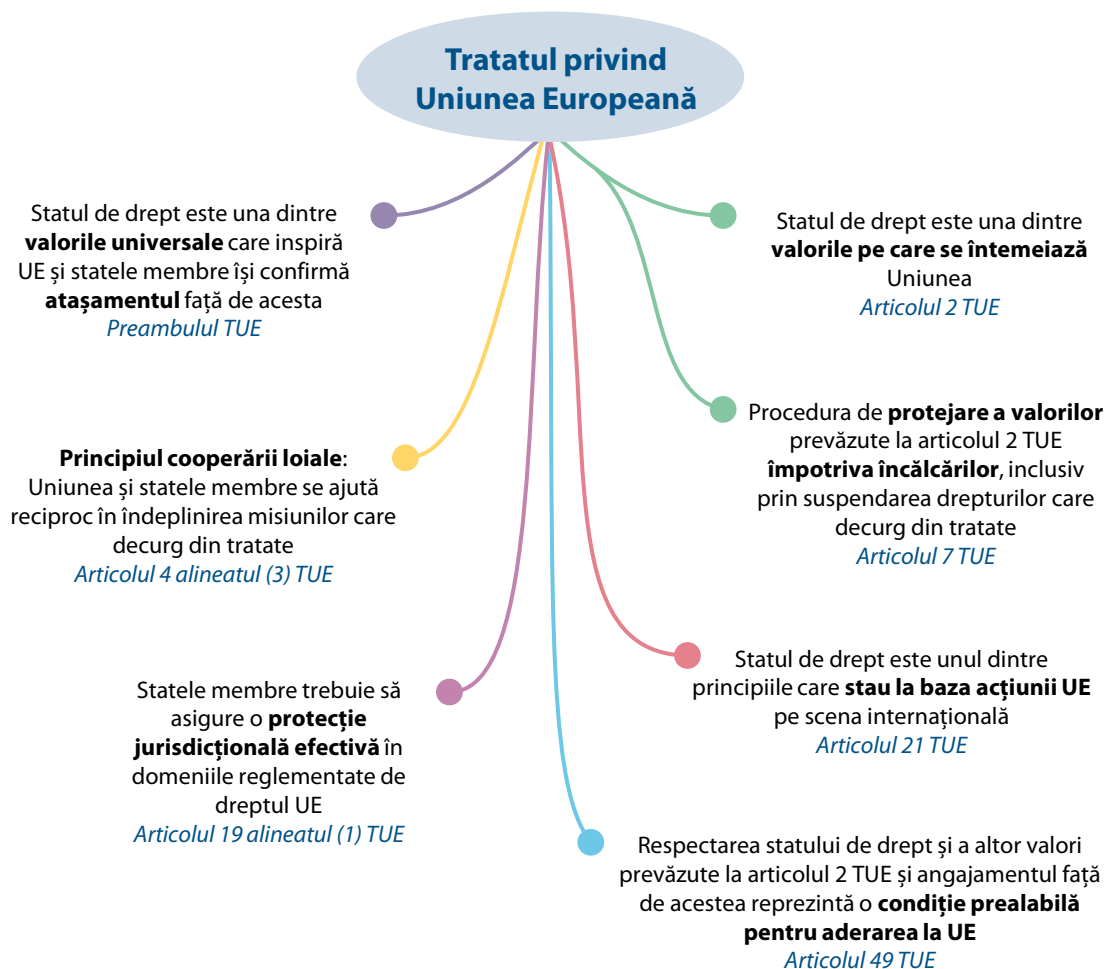 Tratatul privind
Uniunea Europeană
Statul de drept este una dintre
valorile universale care inspiră
UE și statele membre își confirmă
atașamentul față de acesta
Preambulul TUE
Statul de drept este una dintre
valorile pe care se întemeiază
Uniunea
Articolul 2 TUE
Procedura de protejare a valorilor
prevăzute la articolul 2 TUE
împotriva încălcărilor, inclusiv
prin suspendarea drepturilor care
decurg din tratate
Articolul 7 TUE
Principiul cooperării loiale:
Uniunea și statele membre se ajută
reciproc în îndeplinirea misiunilor care
decurg din tratate
Articolul 4 alineatul (3) TUE
Statul de drept este unul dintre
principiile care stau la baza acțiunii UE
pe scena internațională
Articolul 21 TUE
Statele membre trebuie să
asigure o protecție
jurisdicțională efectivă în
domeniile reglementate de
dreptul UE
Articolul 19 alineatul (1) TUE
Respectarea statului de drept și a altor valori
prevăzute la articolul 2 TUE și angajamentul față
de acestea reprezintă o condiție prealabilă
pentru aderarea la UE
Articolul 49 TUE